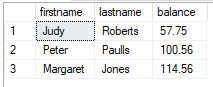 firstname lastname balance
1 Judy Roberts 57.75
2 Peter Paulls 100.56
3 Margaret Jones 114.56